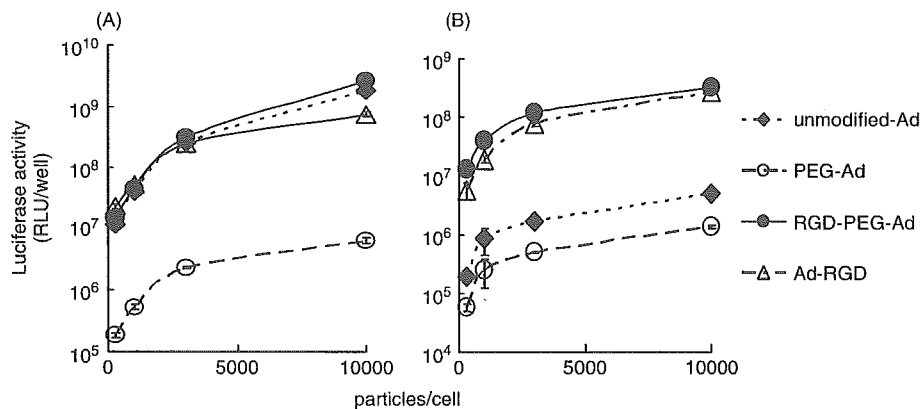 (A)
(B)
Luciferase activity
(RLU/well)
10^10
10^9
10^8
10^7
10^6
10^5
0
5000
10000
10^9
10^8
10^7
10^6
10^5
10^4
0
5000
10000
particles/cell
unmodified-Ad
PEG-Ad
RGD-PEG-Ad
Ad-RGD